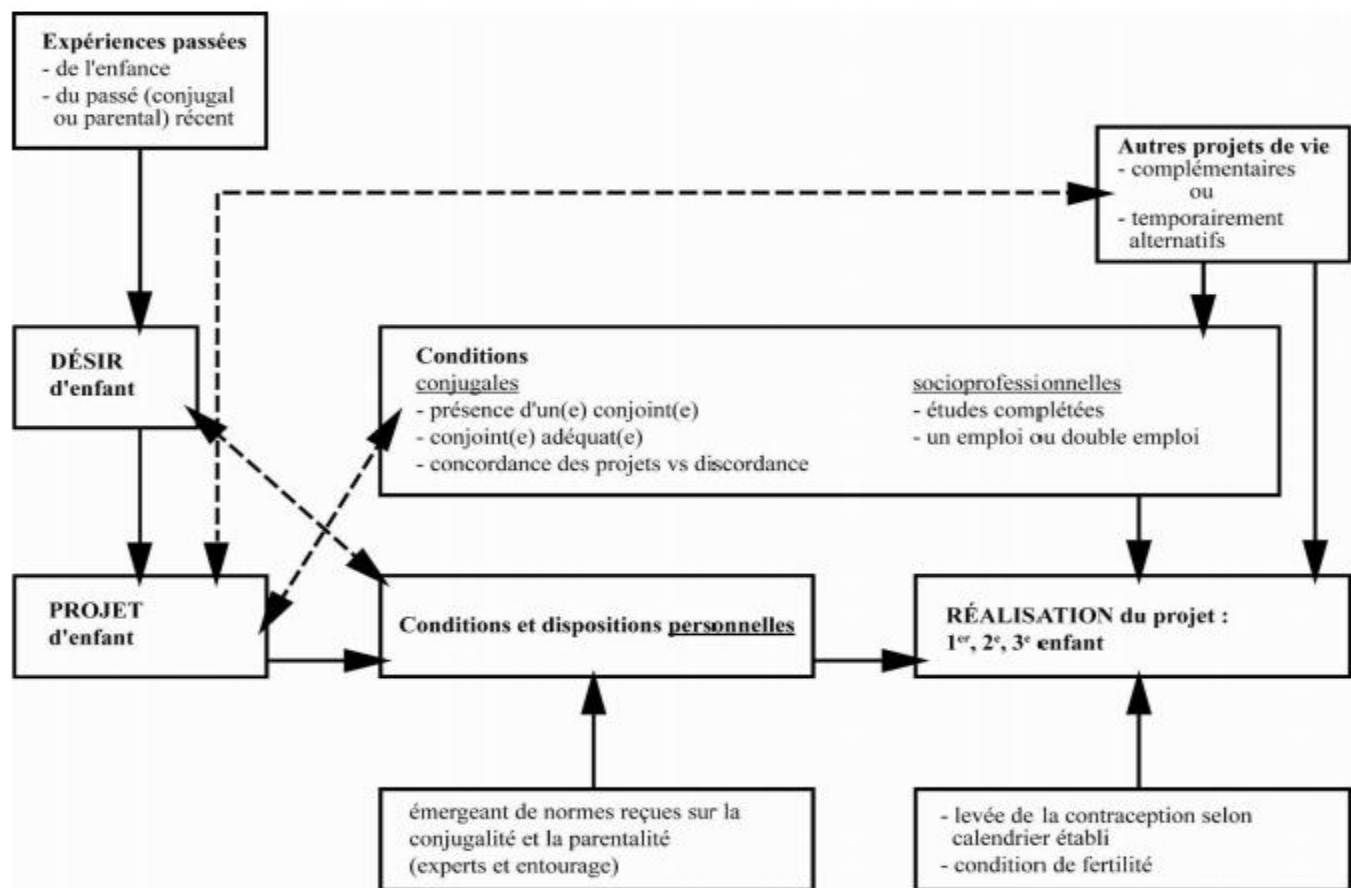 Expériences passées
- de l'enfance
- du passé (conjugal
ou parental) récent
Autres projets de vie
- complémentaires
ou
- temporairement
alternatifs
DÉSIR
d'enfant
Conditions
conjugales
- présence d'un(e) conjoint(e)
- conjoint(e) adéquat(e)
- concordance des projets vs discordance
socioprofessionnelles
- études complétées
- un emploi ou double emploi
PROJET
d'enfant
Conditions et dispositions personnelles
RÉALISATION du projet :
1er, 2e, 3e enfant
émergeant de normes reçues sur la
conjugalité et la parentalité
(experts et entourage)
- levée de la contraception selon
calendrier établi
- condition de fertilité